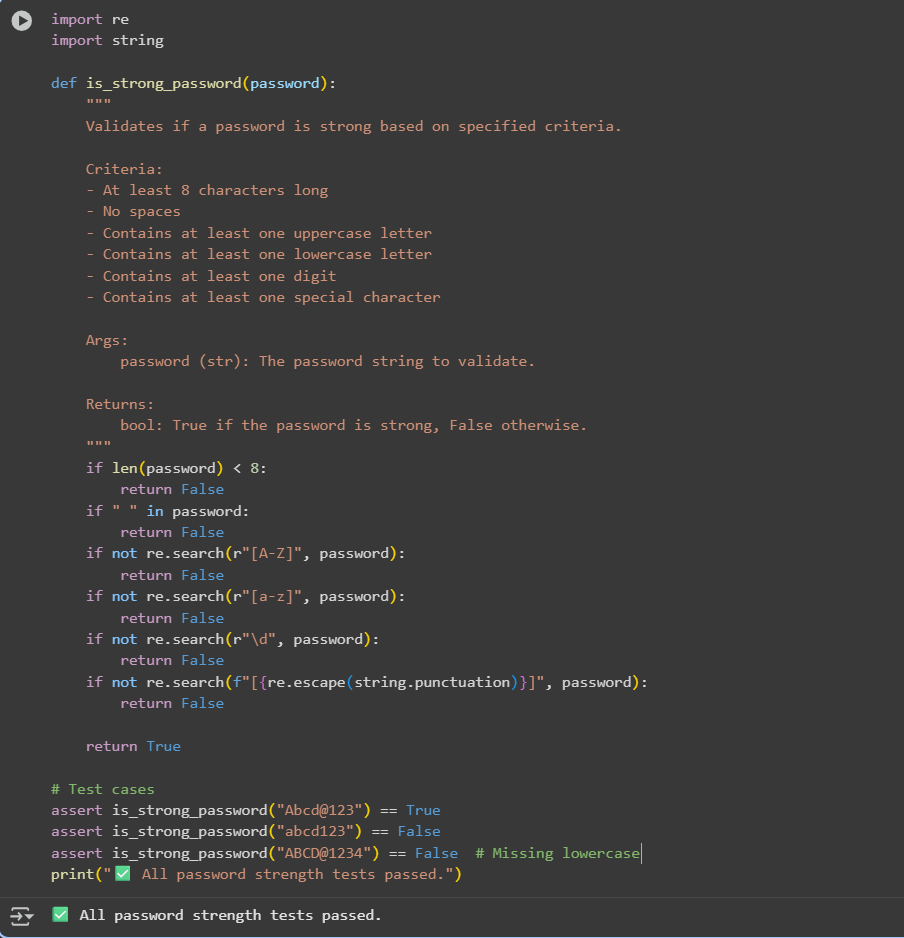 import re
import string

def is_strong_password(password):
    """
    Validates if a password is strong based on specified criteria.

    Criteria:
    - At least 8 characters long
    - No spaces
    - Contains at least one uppercase letter
    - Contains at least one lowercase letter
    - Contains at least one digit
    - Contains at least one special character

    Args:
        password (str): The password string to validate.

    Returns:
        bool: True if the password is strong, False otherwise.
    """
    if len(password) < 8:
        return False
    if " " in password:
        return False
    if not re.search(r"[A-Z]", password):
        return False
    if not re.search(r"[a-z]", password):
        return False
    if not re.search(r"\d", password):
        return False
    if not re.search(f"[{re.escape(string.punctuation)}]", password):
        return False

    return True

# Test cases
assert is_strong_password("Abcd@123") == True
assert is_strong_password("abcd123") == False
assert is_strong_password("ABCD@1234") == False  # Missing lowercase
print("✅ All password strength tests passed.")
✅ All password strength tests passed.